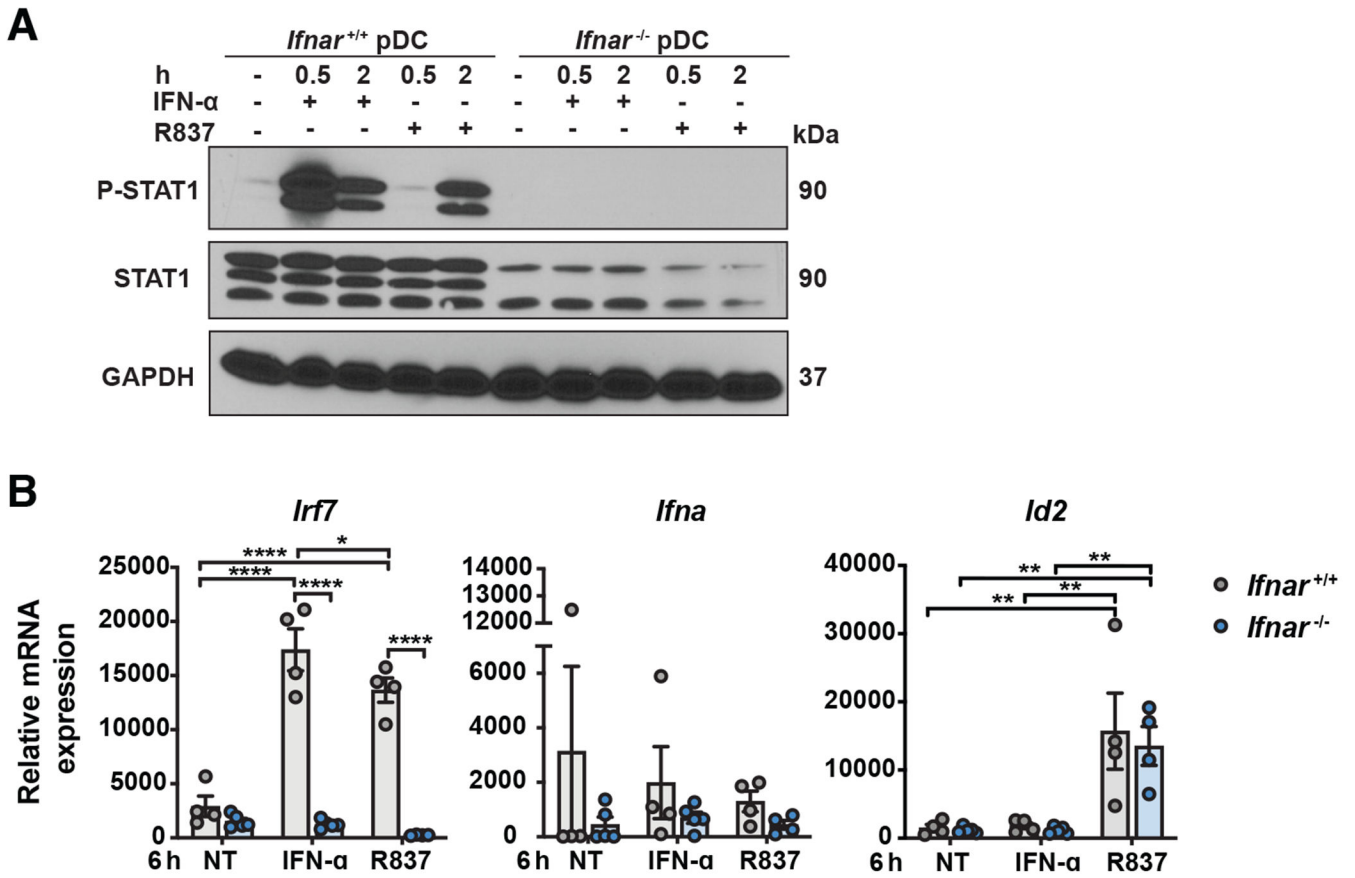 A
Ifnar +/+ pDC Ifnar -/- pDC
h - 0.5 2 0.5 2 - 0.5 2 0.5 2
IFN-α - + + - - - + + - -
R837 - - - + + - - - + + kDa
P-STAT1 90
STAT1 90
GAPDH 37
B
Irf7 Ifna Id2
Relative mRNA
expression
25000
20000
15000
10000
5000
0
**** *
**** ****
****
6 h NT IFN-α R837
14000
13000
12000
6000
4000
2000
0
6 h NT IFN-α R837
40000
30000
20000
10000
0
**
**
**
**
6 h NT IFN-α R837
Ifnar +/+
Ifnar -/-